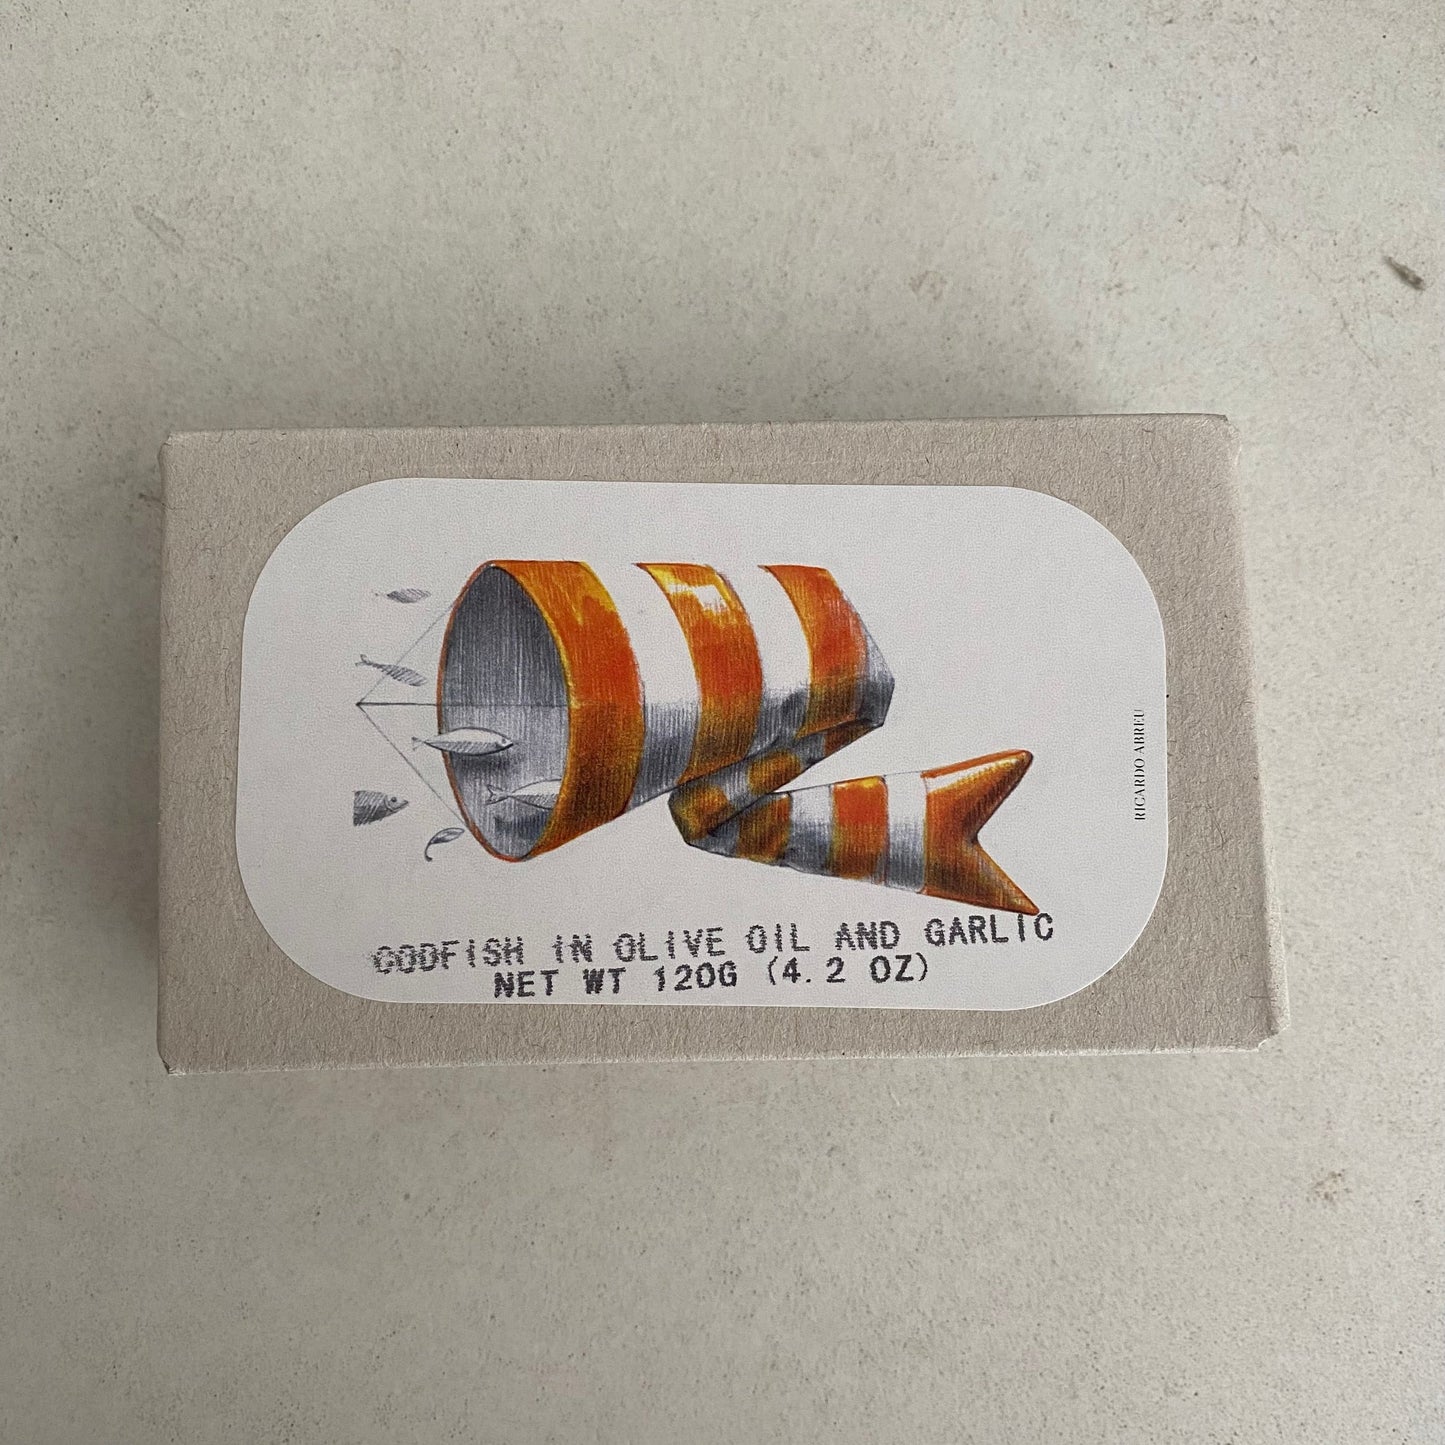 CODFISH IN OLIVE OIL AND GARLIC
NET WT 120G (4.2 OZ)
RICARDO ABREU